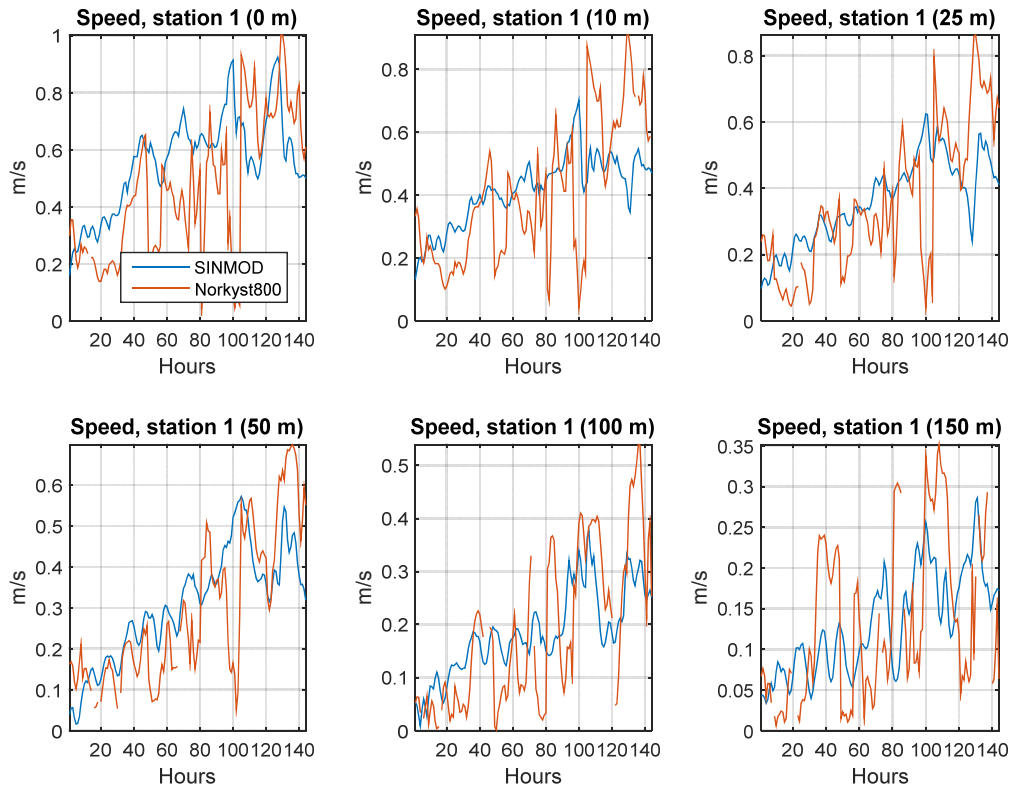 Speed, station 1 (0 m)
1
0.8
0.6
0.4
0.2
0
m/s
20 40 60 80 100 120 140
Hours
SINMOD
Norkyst800
Speed, station 1 (10 m)
0.8
0.6
0.4
0.2
0
m/s
20 40 60 80 100 120 140
Hours
Speed, station 1 (25 m)
0.8
0.6
0.4
0.2
0
m/s
20 40 60 80 100 120 140
Hours
Speed, station 1 (50 m)
0.6
0.5
0.4
0.3
0.2
0.1
0
m/s
20 40 60 80 100 120 140
Hours
Speed, station 1 (100 m)
0.5
0.4
0.3
0.2
0.1
0
m/s
20 40 60 80 100 120 140
Hours
Speed, station 1 (150 m)
0.35
0.3
0.25
0.2
0.15
0.1
0.05
0
m/s
20 40 60 80 100 120 140
Hours